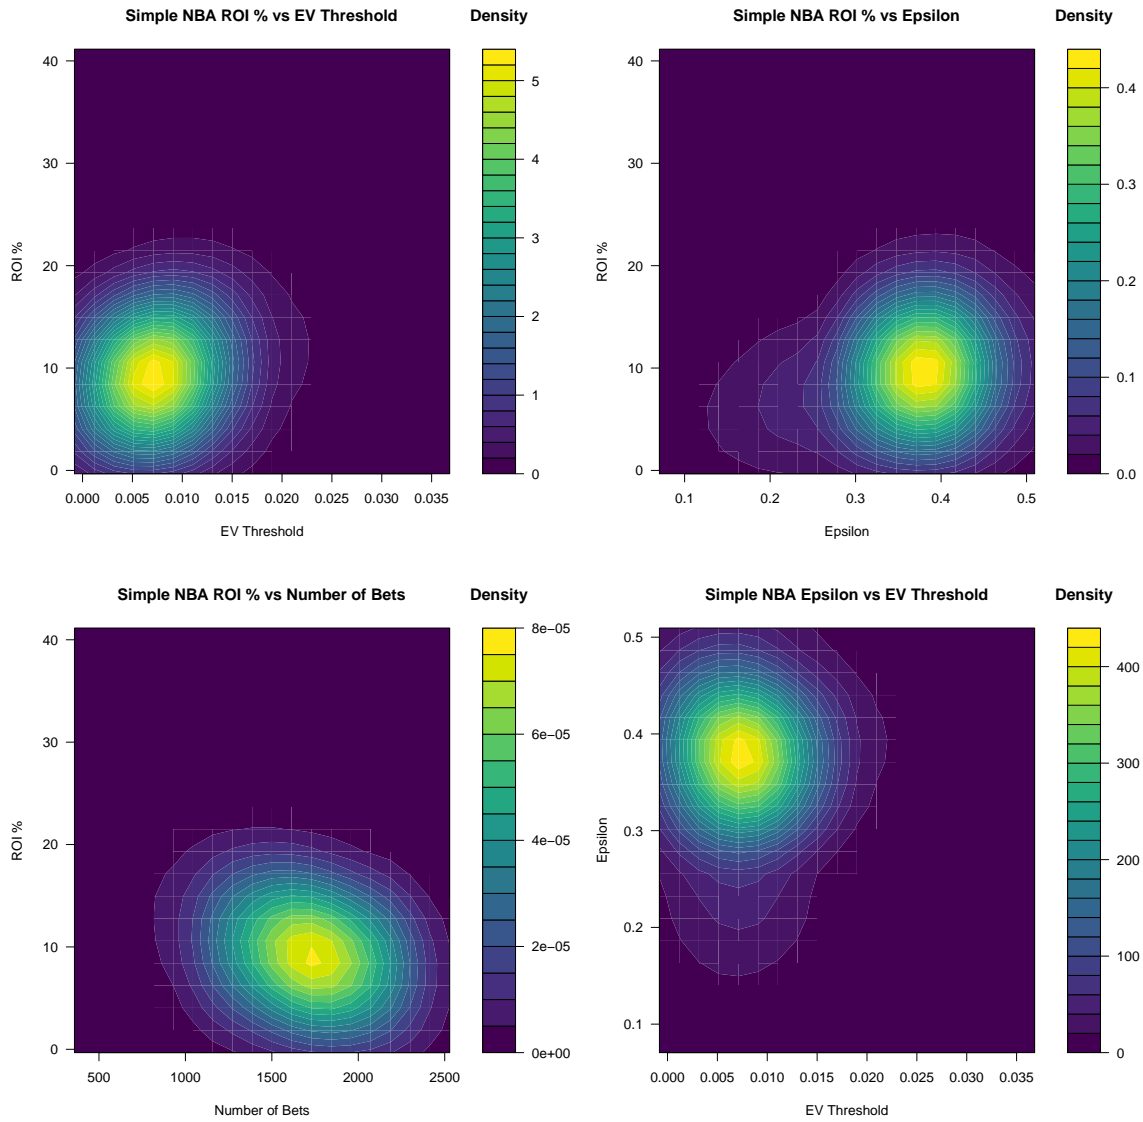 Simple NBA ROI % vs EV Threshold
Density
ROI %
40
30
20
10
0
0.000 0.005 0.010 0.015 0.020 0.025 0.030 0.035
EV Threshold
5
4
3
2
1
0
Simple NBA ROI % vs Epsilon
Density
ROI %
40
30
20
10
0
0.1 0.2 0.3 0.4 0.5
Epsilon
0.4
0.3
0.2
0.1
0.0
Simple NBA ROI % vs Number of Bets
Density
ROI %
40
30
20
10
0
500 1000 1500 2000 2500
Number of Bets
8e−05
6e−05
4e−05
2e−05
0e+00
Simple NBA Epsilon vs EV Threshold
Density
Epsilon
0.5
0.4
0.3
0.2
0.1
0.000 0.005 0.010 0.015 0.020 0.025 0.030 0.035
EV Threshold
400
300
200
100
0